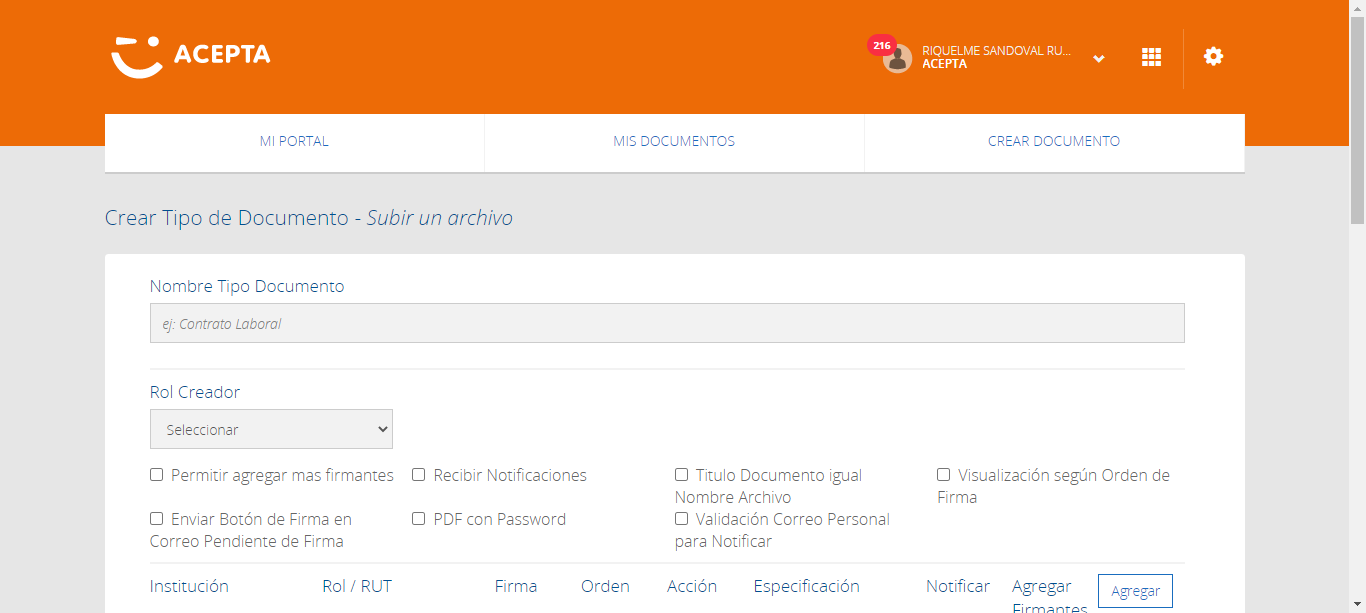 ACEPTA
216
RIQUELME SANDOVAL RU...
ACEPTA
MI PORTAL
MIS DOCUMENTOS
CREAR DOCUMENTO
Crear Tipo de Documento - Subir un archivo
Nombre Tipo Documento
ej: Contrato Laboral
Rol Creador
Seleccionar
Permitir agregar mas firmantes
Recibir Notificaciones
Titulo Documento igual
Nombre Archivo
Visualización según Orden de
Firma
Enviar Botón de Firma en
Correo Pendiente de Firma
PDF con Password
Validación Correo Personal
para Notificar
Institución
Rol / RUT
Firma
Orden
Acción
Especificación
Notificar
Agregar
Firmantes
Agregar